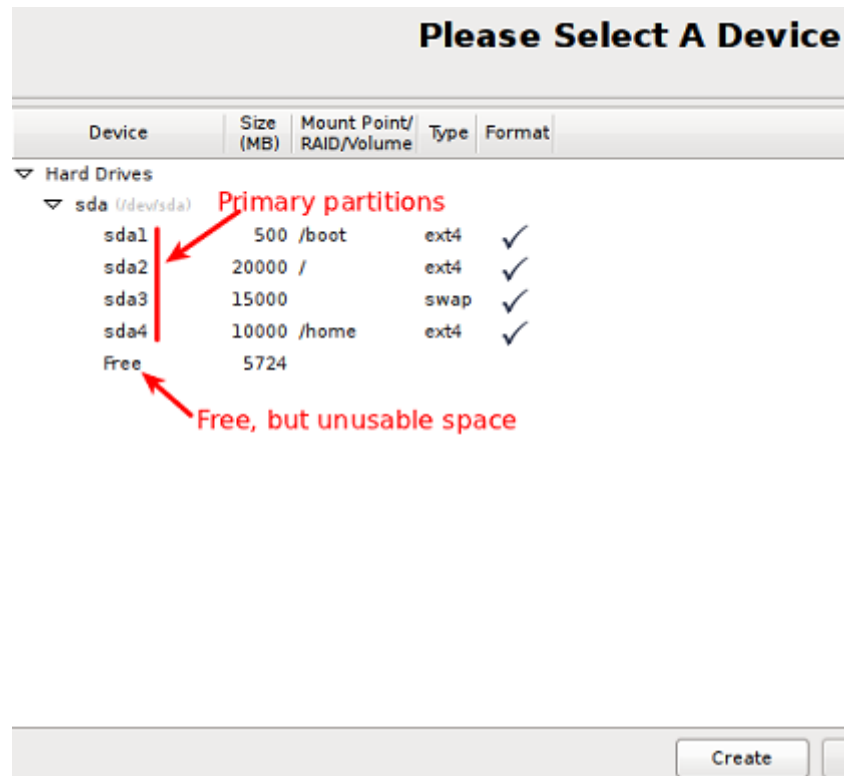 Please Select A Device
Device Size (MB) Mount Point/ RAID/Volume Type Format
Hard Drives
sda (/dev/sda) Primary partitions
sda1 500 /boot ext4
sda2 20000 / ext4
sda3 15000 swap
sda4 10000 /home ext4
Free 5724
Free, but unusable space
Create